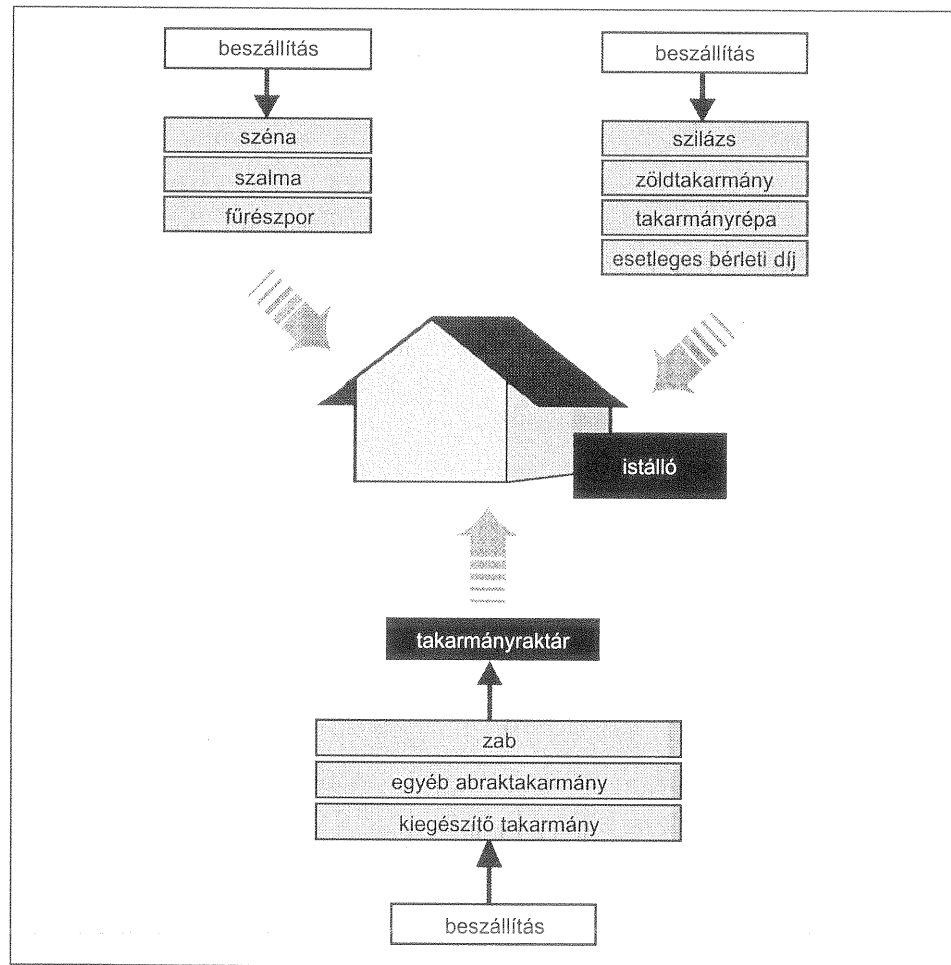 beszállítás
széna
szalma
fűrészpor
beszállítás
szilázs
zöldtakarmány
takarmányrépa
esetleges bérleti díj
istálló
takarmányraktár
zab
egyéb abraktakarmány
kiegészítő takarmány
beszállítás